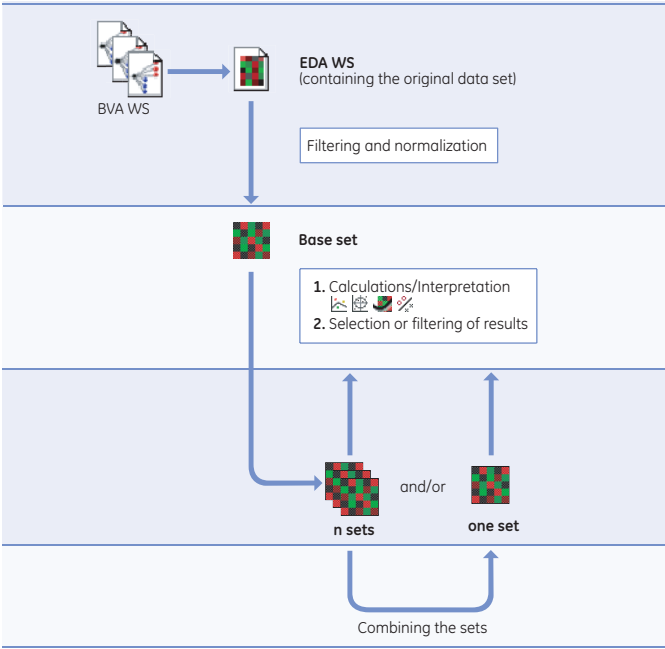 EDA WS
(containing the original data set)
BVA WS
Filtering and normalization
Base set
1. Calculations/Interpretation
2. Selection or filtering of results
and/or
n sets
one set
Combining the sets